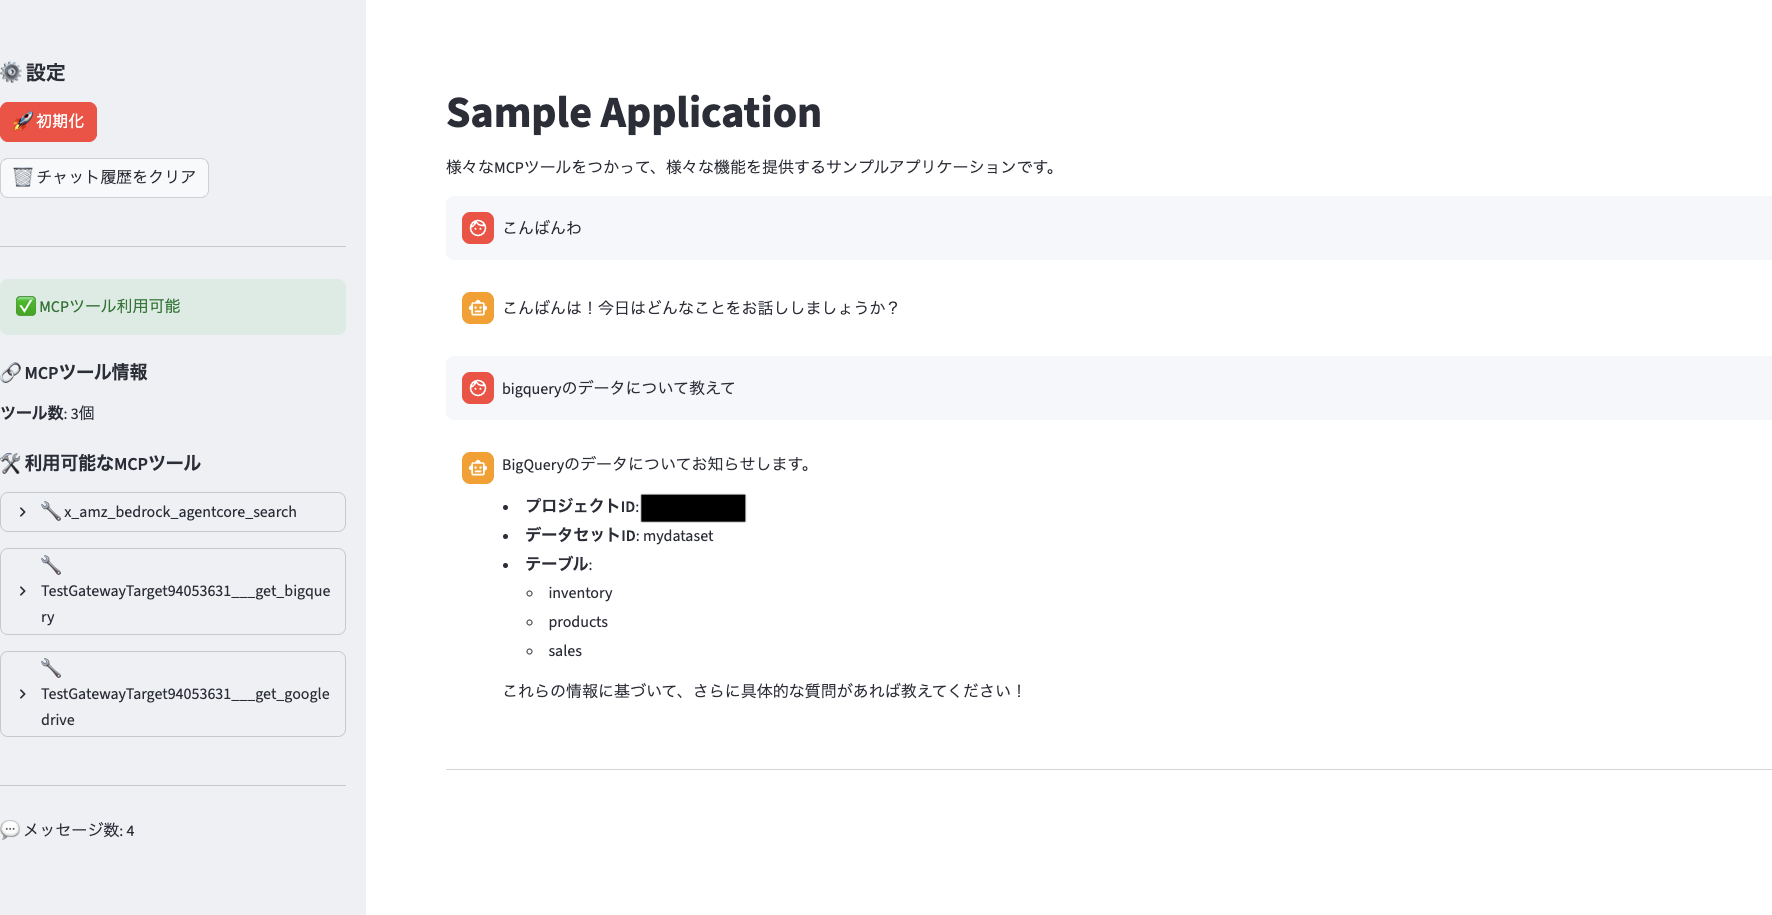 ⚙️ 設定
🚀 初期化
🗑️ チャット履歴をクリア
✅ MCPツール利用可能
🔗 MCPツール情報
ツール数: 3個
🛠️ 利用可能なMCPツール
🔧 x_amz_bedrock_agentcore_search
🔧
TestGatewayTarget94053631___get_bigque
ry
🔧
TestGatewayTarget94053631___get_google
drive
💬 メッセージ数: 4
Sample Application
様々なMCPツールをつかって、様々な機能を提供するサンプルアプリケーションです。
こんばんわ
こんばんは！今日はどんなことをお話ししましょうか？
bigqueryのデータについて教えて
BigQueryのデータについてお知らせします。
プロジェクトID:
データセットID: mydataset
テーブル:
inventory
products
sales
これらの情報に基づいて、さらに具体的な質問があれば教えてください！